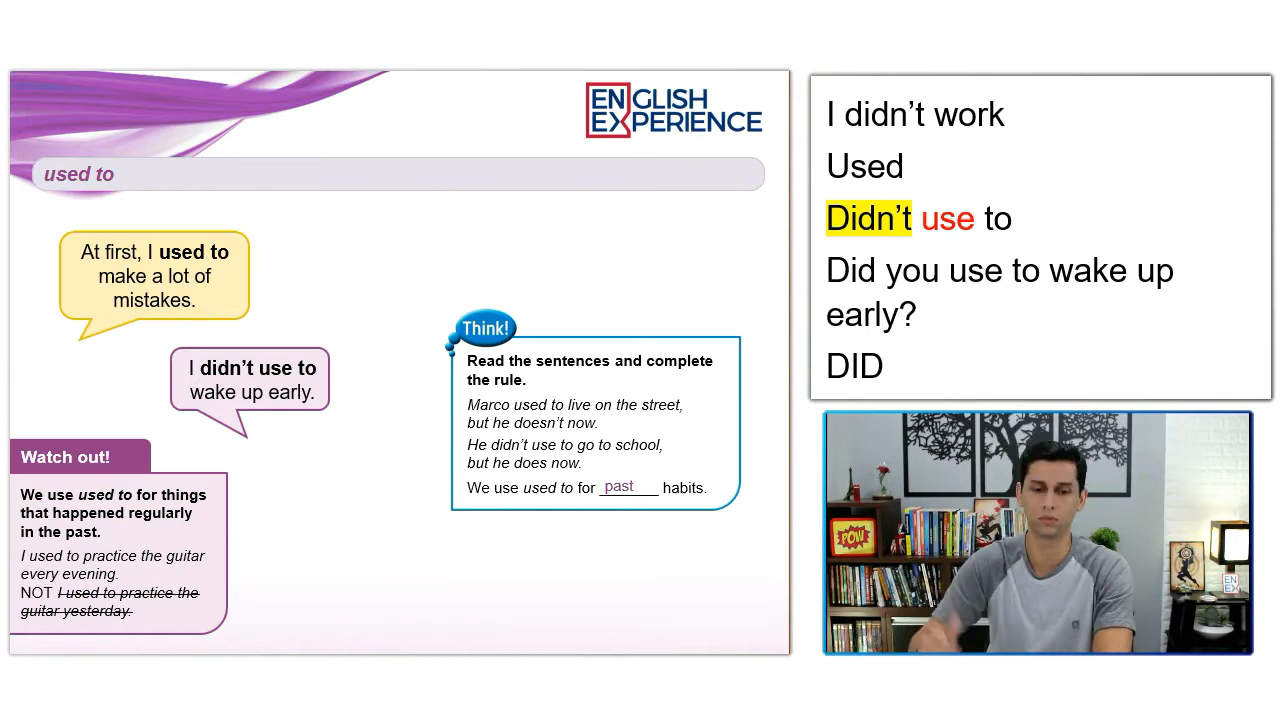 ENGLISH
EXPERIENCE
used to
At first, I used to
make a lot of
mistakes.
I didn't use to
wake up early.
Watch out!
We use used to for things
that happened regularly
in the past.
I used to practice the guitar
every evening.
NOT I used to practice the
guitar yesterday.
Think!
Read the sentences and complete
the rule.
Marco used to live on the street,
but he doesn't now.
He didn't use to go to school,
but he does now.
We use used to for past habits.
I didn’t work
Used
Didn’t use to
Did you use to wake up
early?
DID
POW
EN
EX